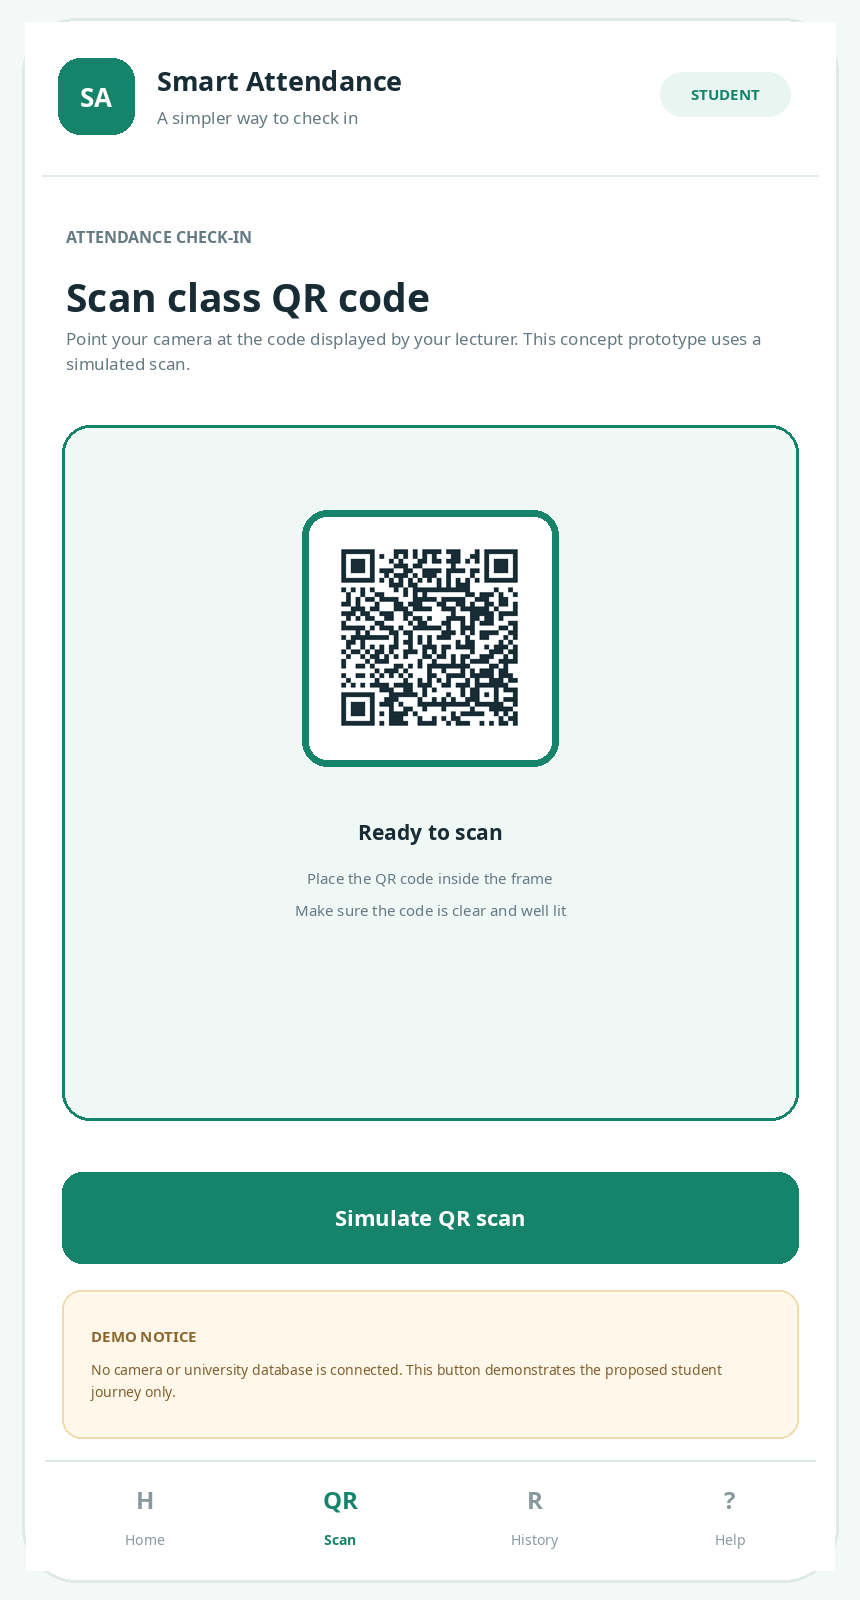 SA
Smart Attendance
A simpler way to check in
STUDENT
ATTENDANCE CHECK-IN
Scan class QR code
Point your camera at the code displayed by your lecturer. This concept prototype uses a
simulated scan.
Ready to scan
Place the QR code inside the frame
Make sure the code is clear and well lit
Simulate QR scan
DEMO NOTICE
No camera or university database is connected. This button demonstrates the proposed student
journey only.
H
Home
QR
Scan
R
History
?
Help